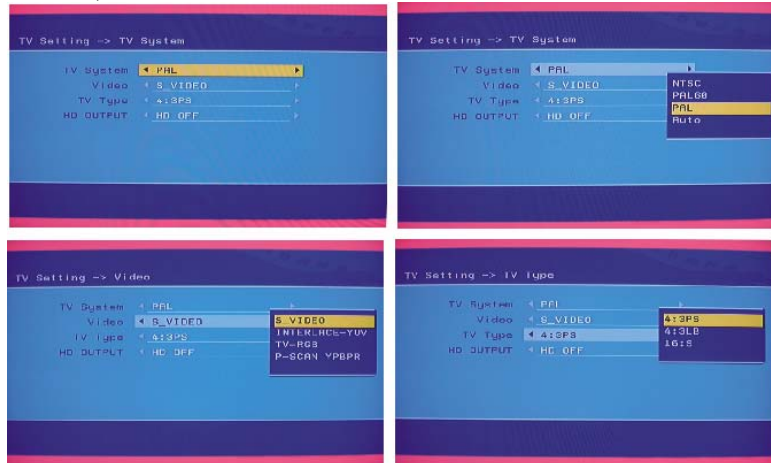 TV Setting -> TV System
TV System PAL
Video S_VIDEO
TV Type 4:3PS
HD OUTPUT HD OFF
TV Setting -> TV System
TV System PAL
Video S_VIDEO
TV Type 4:3PS
HD OUTPUT HD OFF
NTSC
PAL60
PAL
Auto
TV Setting -> Video
TV System PAL
Video S_VIDEO
TV Type 4:3PS
HD OUTPUT HD OFF
S_VIDEO
INTERLACE-YUV
TV-RGB
P-SCAN YPBPR
TV Setting -> TV Type
TV System PAL
Video S_VIDEO
TV Type 4:3PS
HD OUTPUT HD OFF
4:3PS
4:3LB
16:9